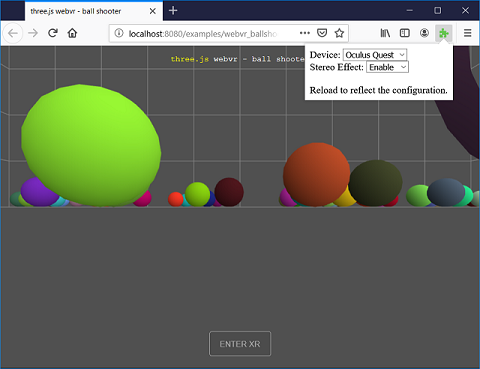 three.js webvr - ball shooter
localhost:8080/examples/webvr_ballsho
three.js webvr - ball shoote
Device: Oculus Quest
Stereo Effect: Enable
Reload to reflect the configuration.
ENTER XR